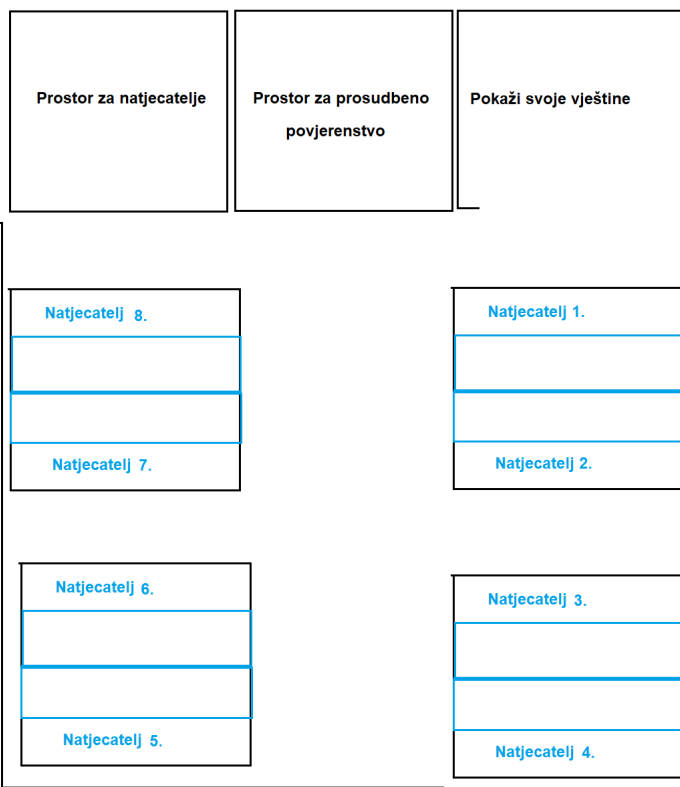 Prostor za natjecatelje
Prostor za prosudbeno
povjerenstvo
Pokaži svoje vještine
Natjecatelj 8.
Natjecatelj 1.
Natjecatelj 7.
Natjecatelj 2.
Natjecatelj 6.
Natjecatelj 3.
Natjecatelj 5.
Natjecatelj 4.